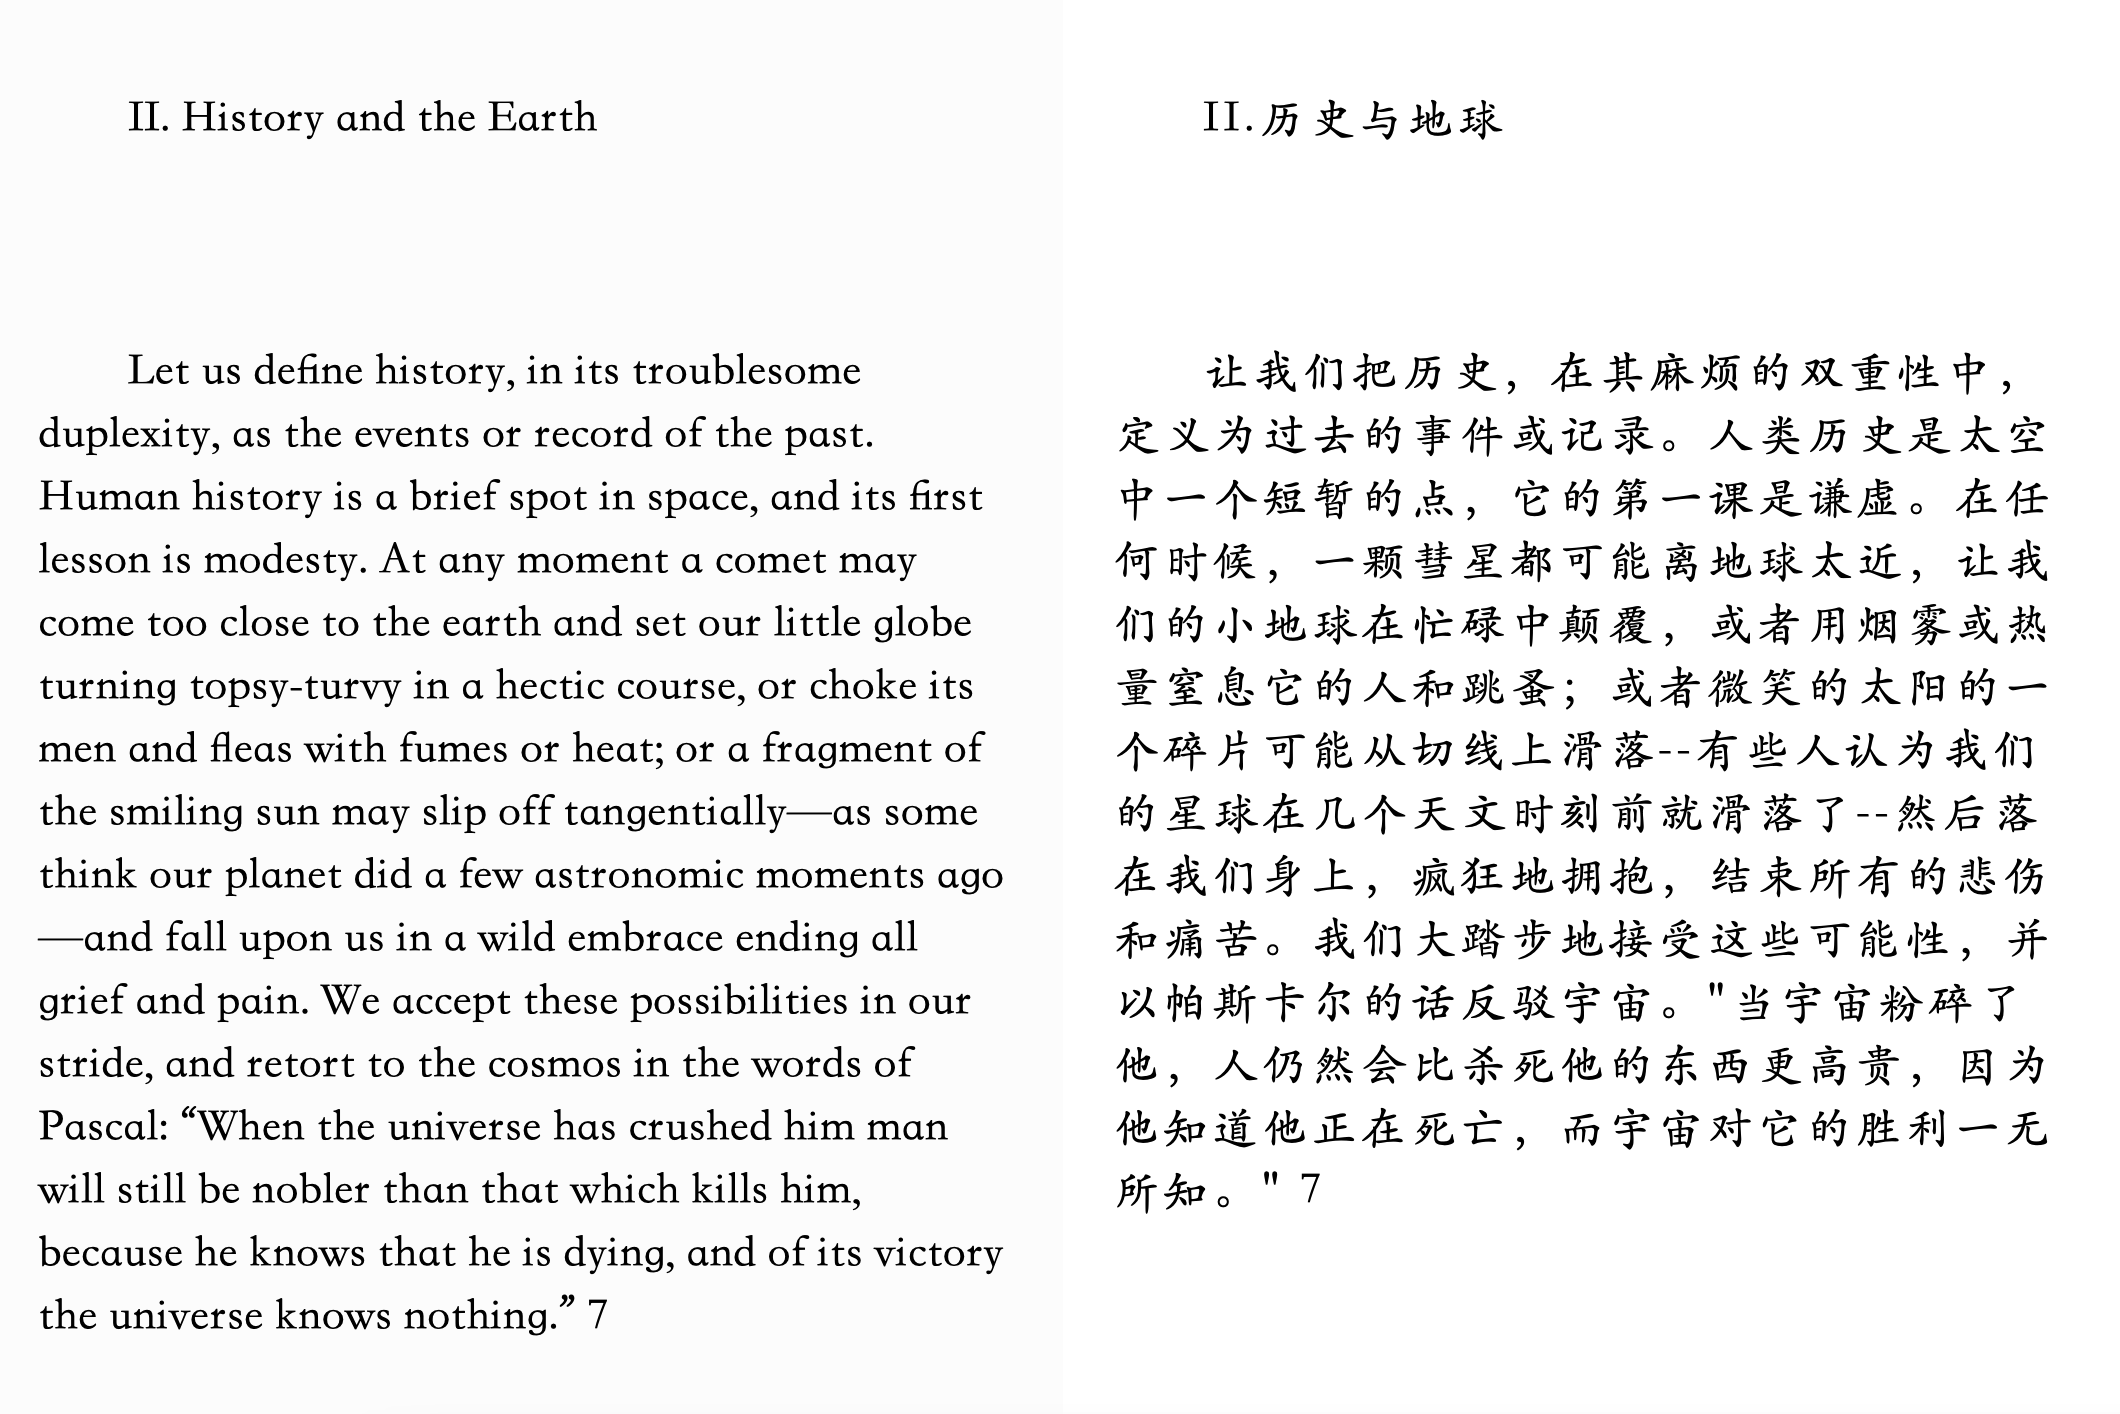 II. History and the Earth
Let us define history, in its troublesome
duplexity, as the events or record of the past.
Human history is a brief spot in space, and its first
lesson is modesty. At any moment a comet may
come too close to the earth and set our little globe
turning topsy-turvy in a hectic course, or choke its
men and fleas with fumes or heat; or a fragment of
the smiling sun may slip off tangentially—as some
think our planet did a few astronomic moments ago
—and fall upon us in a wild embrace ending all
grief and pain. We accept these possibilities in our
stride, and retort to the cosmos in the words of
Pascal: “When the universe has crushed him man
will still be nobler than that which kills him,
because he knows that he is dying, and of its victory
the universe knows nothing.” 7
II.历史与地球
让我们把历史，在其麻烦的双重性中，
定义为过去的事件或记录。人类历史是太空
中一个短暂的点，它的第一课是谦虚。在任
何时候，一颗彗星都可能离地球太近，让我
们的小地球在忙碌中颠覆，或者用烟雾或热
量窒息它的人和跳蚤；或者微笑的太阳的一
个碎片可能从切线上滑落--有些人认为我们
的星球在几个天文时刻前就滑落了--然后落
在我们身上，疯狂地拥抱，结束所有的悲伤
和痛苦。我们大踏步地接受这些可能性，并
以帕斯卡尔的话反驳宇宙。"当宇宙粉碎了
他，人仍然会比杀死他的东西更高贵，因为
他知道他正在死亡，而宇宙对它的胜利一无
所知。" 7